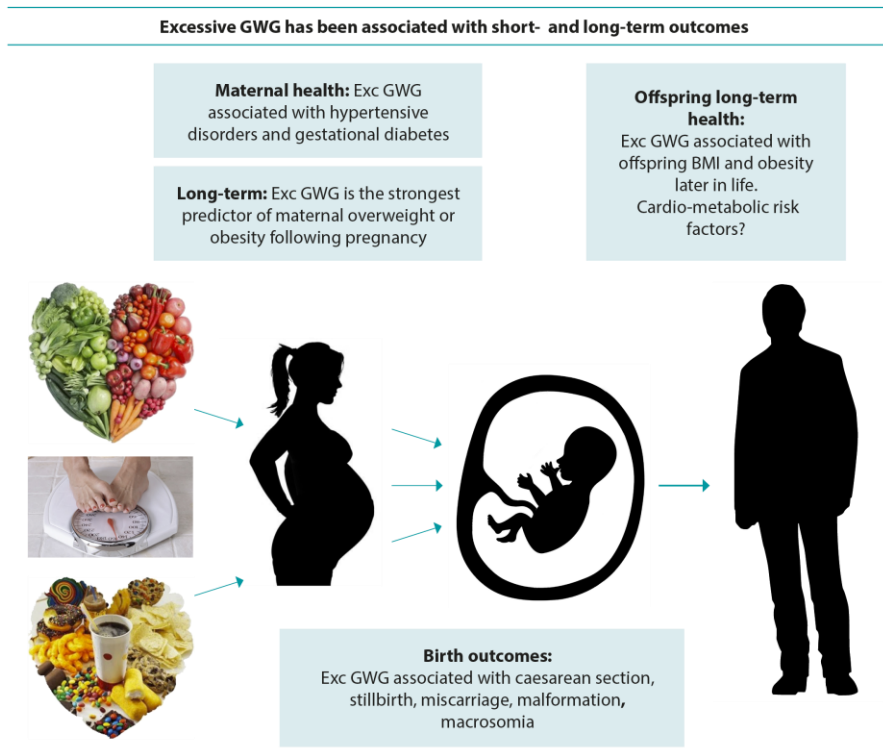 Excessive GWG has been associated with short- and long-term outcomes
Maternal health: Exc GWG
associated with hypertensive
disorders and gestational diabetes
Long-term: Exc GWG is the strongest
predictor of maternal overweight or
obesity following pregnancy
Offspring long-term
health:
Exc GWG associated with
offspring BMI and obesity
later in life.
Cardio-metabolic risk
factors?
Birth outcomes:
Exc GWG associated with caesarean section,
stillbirth, miscarriage, malformation,
macrosomia